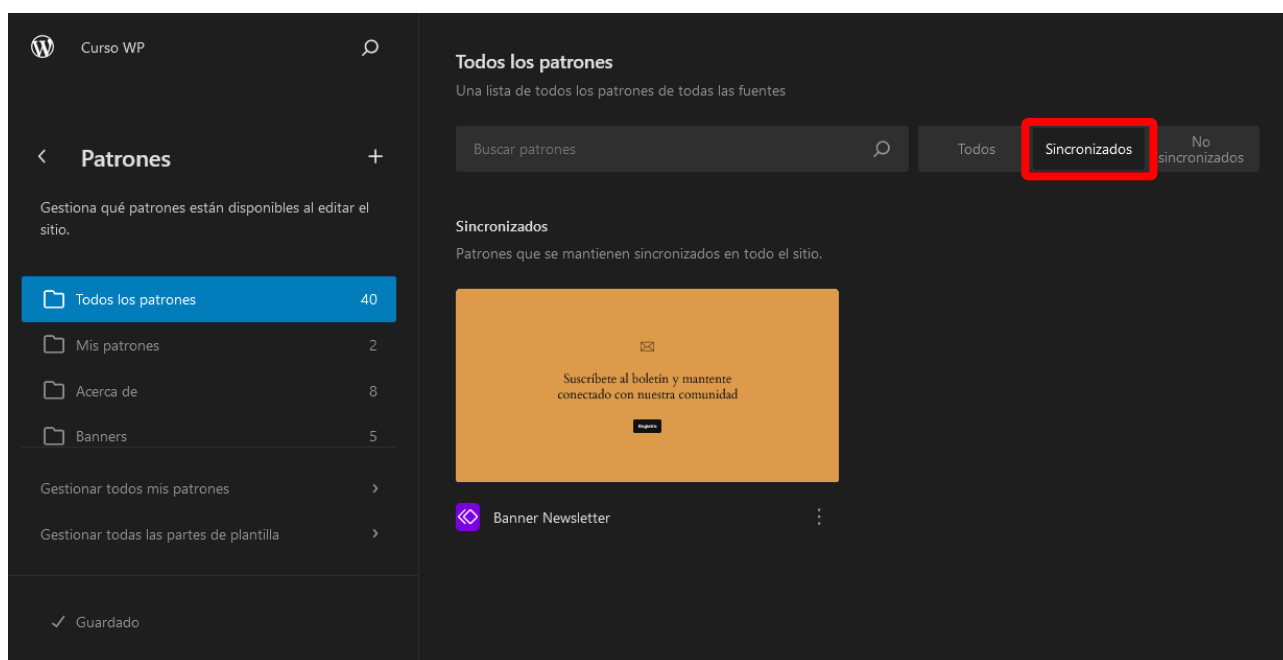 Curso WP
Patrones
Gestiona qué patrones están disponibles al editar el
sitio.
Todos los patrones 40
Mis patrones 2
Acerca de 8
Banners 5
Gestionar todos mis patrones
Gestionar todas las partes de plantilla
Guardado
Todos los patrones
Una lista de todos los patrones de todas las fuentes
Buscar patrones
Todos
Sincronizados
No
sincronizados
Sincronizados
Patrones que se mantienen sincronizados en todo el sitio.
Suscríbete al boletín y mantente
conectado con nuestra comunidad
Registro
Banner Newsletter